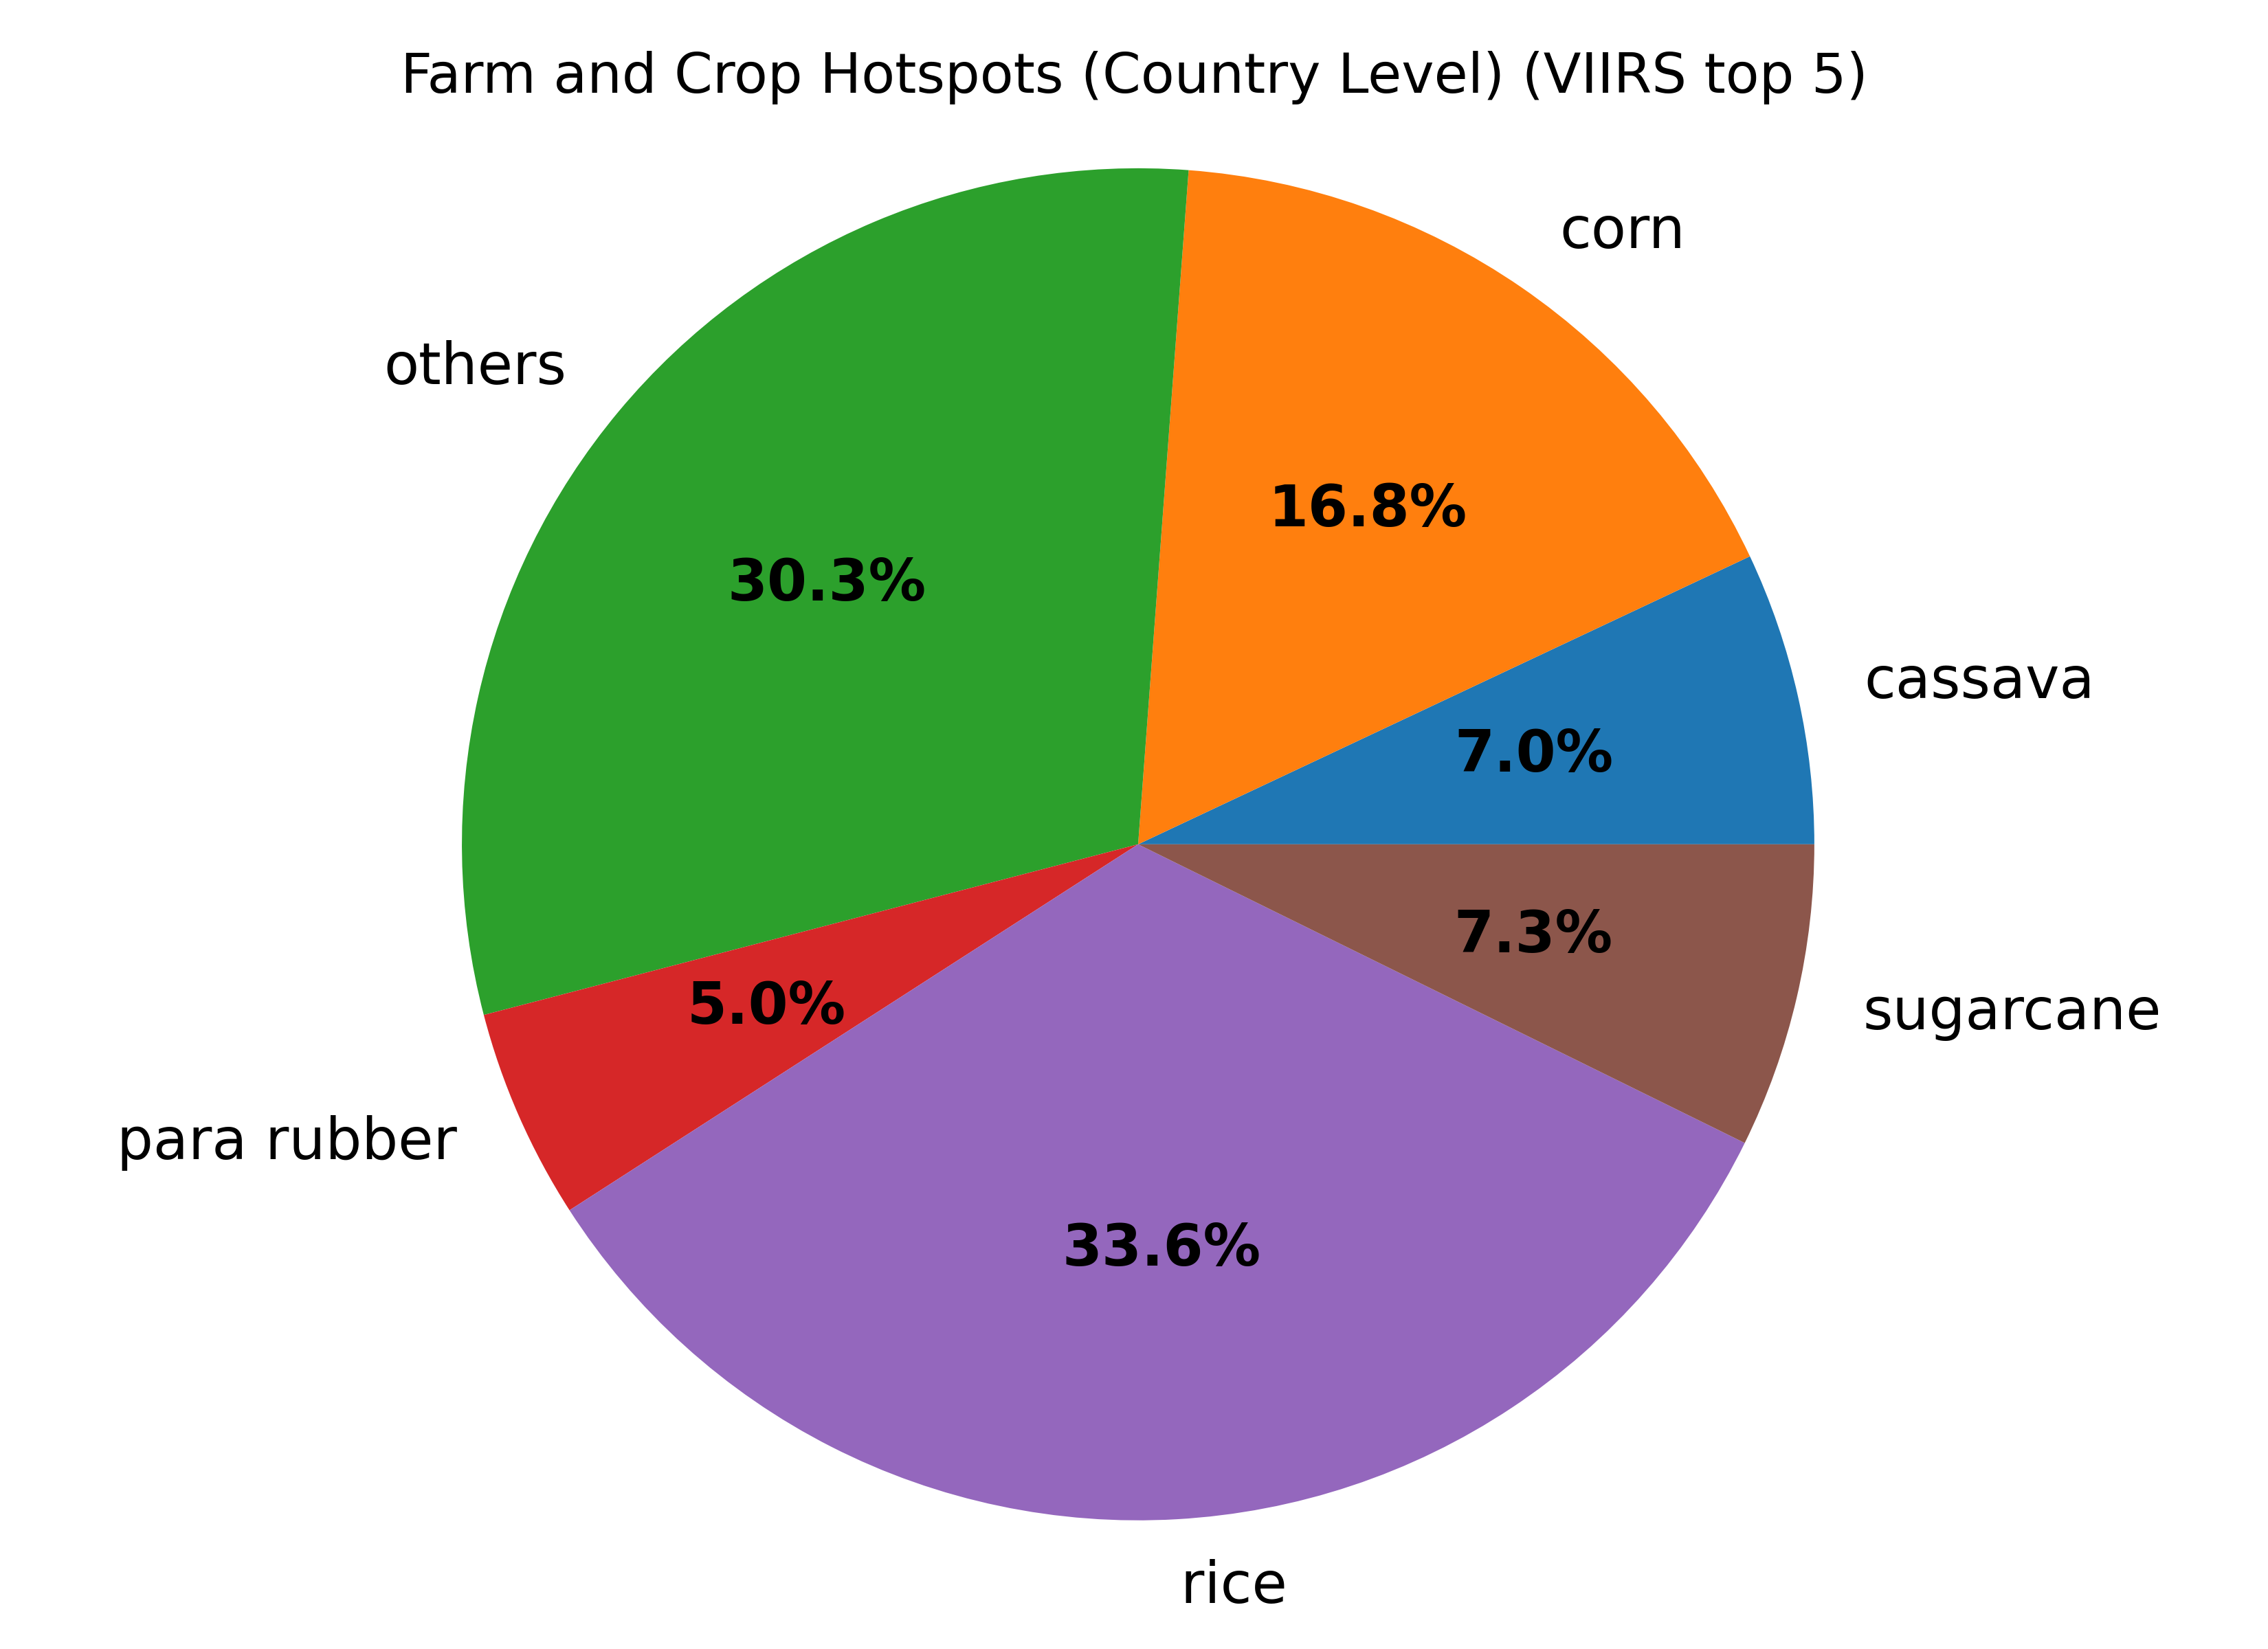 Farm and Crop Hotspots (Country Level) (VIIRS top 5)
corn
others
16.8%
30.3%
cassava
7.0%
7.3%
5.0%
sugarcane
para rubber
33.6%
rice